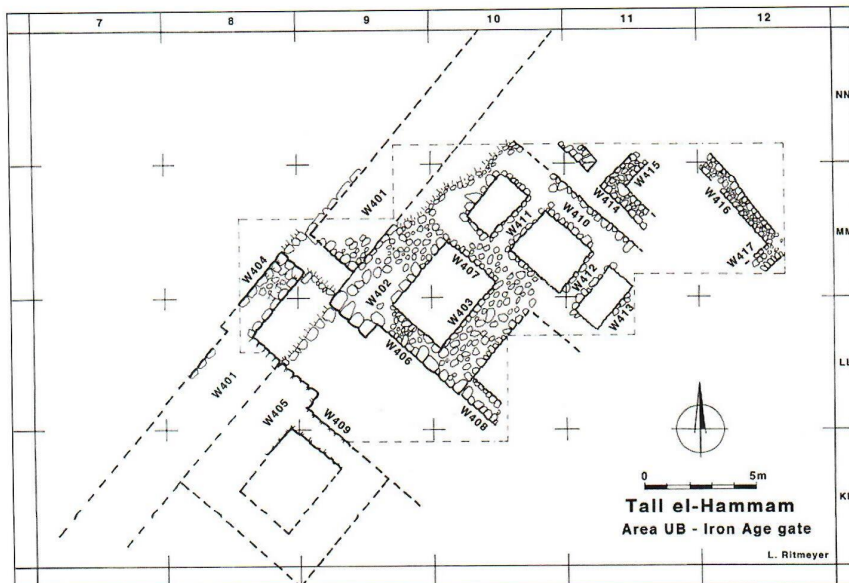 7 8 9 10 11 12
NN
W415
W401
W414
W416
W410
W411
MM
W404
W417
W407
W412
W402
W413
W403
W406
LL
W401
W405
W408
W409
0 5m
Tall el-Hammam
Area UB - Iron Age gate
L. Ritmeyer